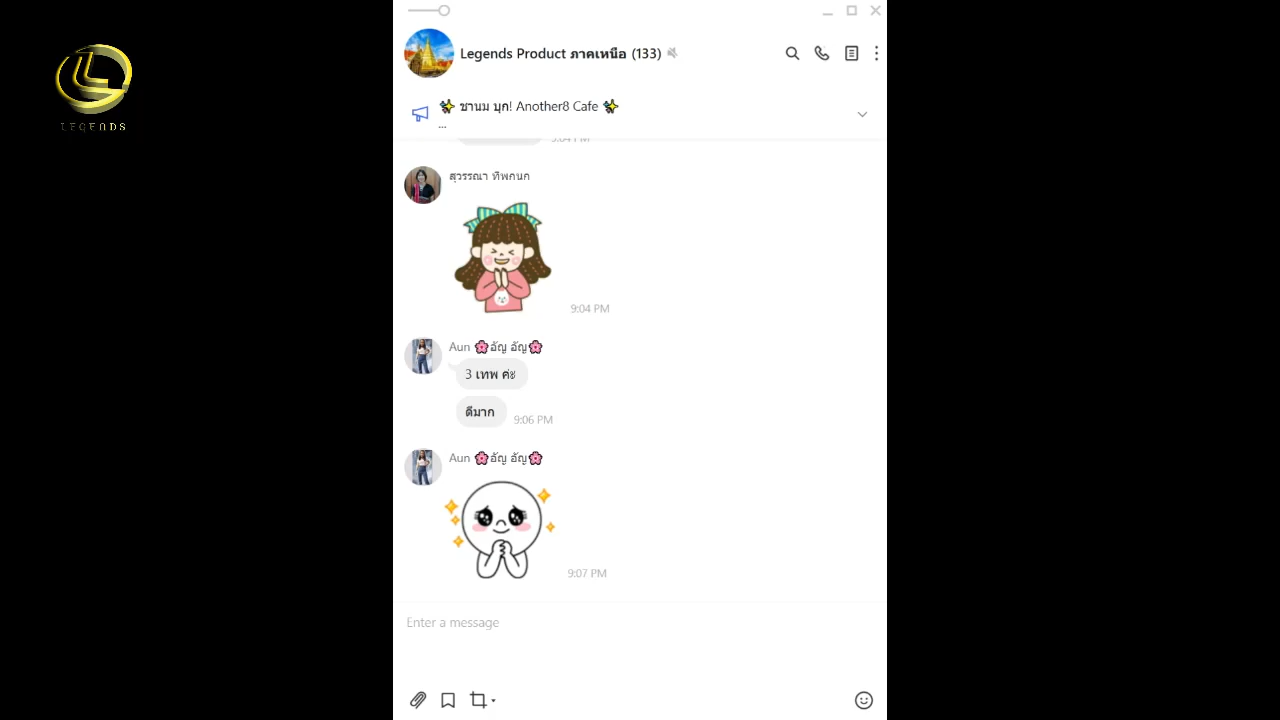 LEGENDS
Legends Product ภาคเหนือ (133)
✨ ชานม บุก! Another8 Cafe ✨
...
สุวรรณา ทิพกนก
9:04 PM
Aun 🌸อัญ อัญ🌸
3 เทพ ค่ะ
ดีมาก
9:06 PM
Aun 🌸อัญ อัญ🌸
9:07 PM
Enter a message